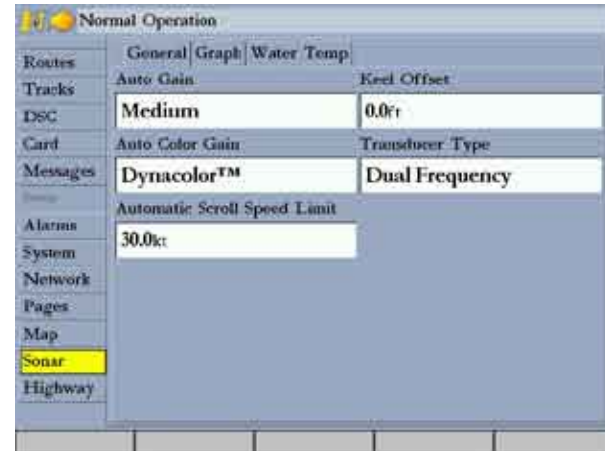 Normal Operation
Routes
Tracks
DSC
Card
Messages
Alarms
System
Network
Pages
Map
Sonar
Highway
General Graph Water Temp
Auto Gain
Medium
Keel Offset
0.0ft
Auto Color Gain
Dynacolor™
Transducer Type
Dual Frequency
Automatic Scroll Speed Limit
30.0kt